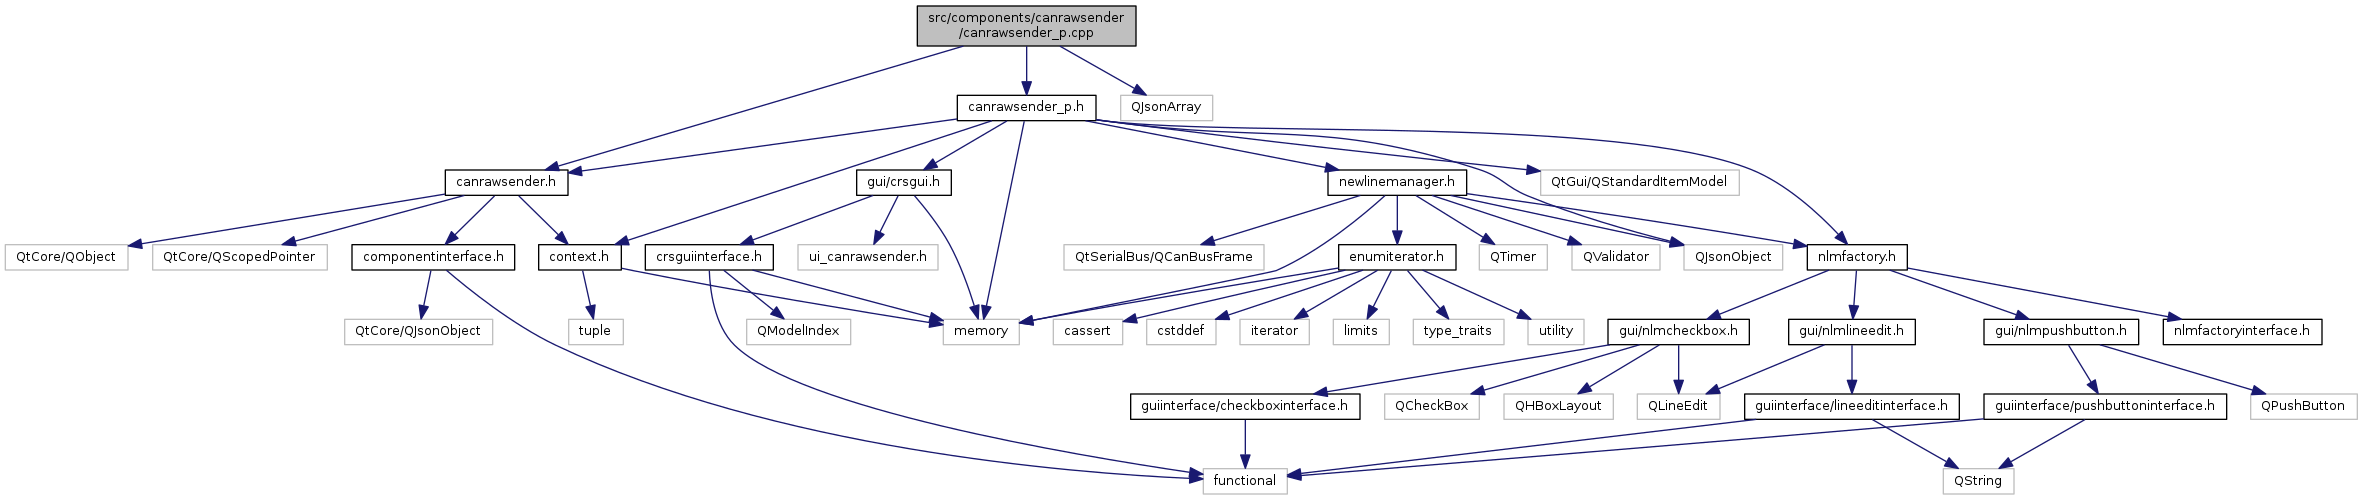 src/components/canrawsender
/canrawsender_p.cpp
canrawsender_p.h
QJsonArray
canrawsender.h
gui/crsgui.h
newlinemanager.h
QtGui/QStandardItemModel
QtCore/QObject
QtCore/QScopedPointer
componentinterface.h
context.h
crsguiinterface.h
ui_canrawsender.h
QtSerialBus/QCanBusFrame
enumiterator.h
QTimer
QValidator
QJsonObject
nlmfactory.h
QtCore/QJsonObject
tuple
QModelIndex
memory
cassert
cstddef
iterator
limits
type_traits
utility
gui/nlmcheckbox.h
gui/nlmlineedit.h
gui/nlmpushbutton.h
nlmfactoryinterface.h
guiinterface/checkboxinterface.h
QCheckBox
QHBoxLayout
QLineEdit
guiinterface/lineeditinterface.h
guiinterface/pushbuttoninterface.h
QPushButton
functional
QString